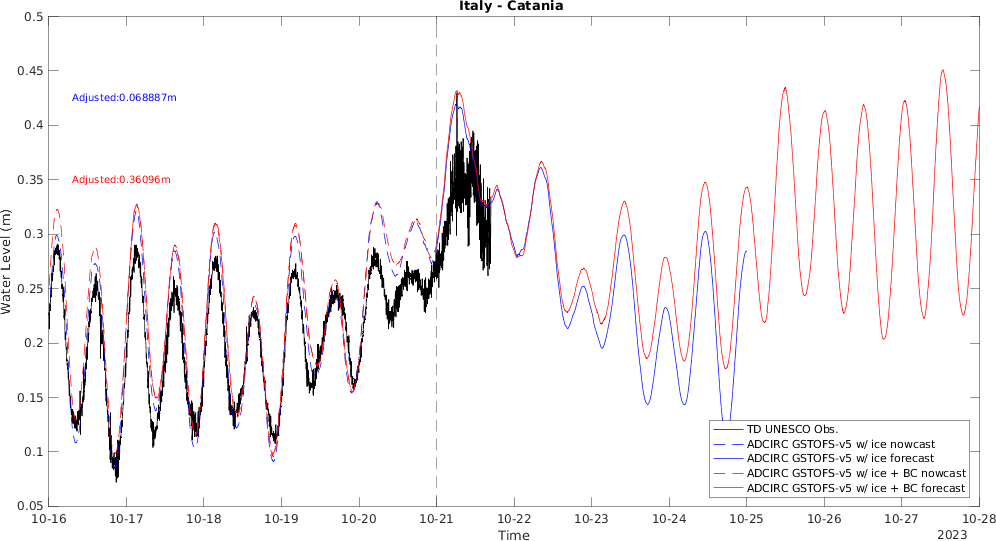 Italy - Catania
0.5
0.45
0.4
0.35
0.3
0.25
0.2
0.15
0.1
0.05
Water Level (m)
Adjusted:0.068887m
Adjusted:0.36096m
TD UNESCO Obs.
ADCIRC GSTOFS-v5 w/ ice nowcast
ADCIRC GSTOFS-v5 w/ ice forecast
ADCIRC GSTOFS-v5 w/ ice + BC nowcast
ADCIRC GSTOFS-v5 w/ ice + BC forecast
10-16 10-17 10-18 10-19 10-20 10-21 10-22 10-23 10-24 10-25 10-26 10-27 10-28
Time
2023